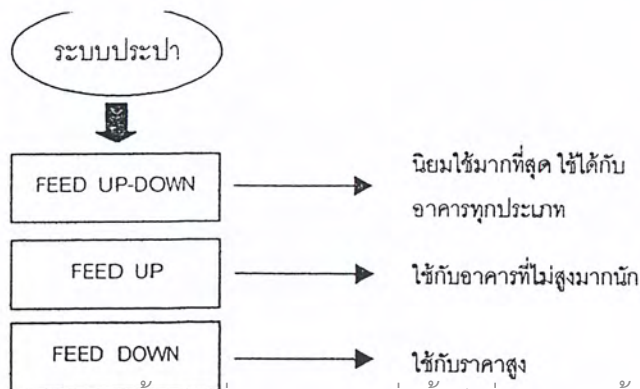 ระบบประปา
FEED UP-DOWN
นิยมใช้มากที่สุด ใช้ได้กับ
อาคารทุกประเภท
FEED UP
ใช้กับอาคารที่ไม่สูงมากนัก
FEED DOWN
ใช้กับราคาสูง